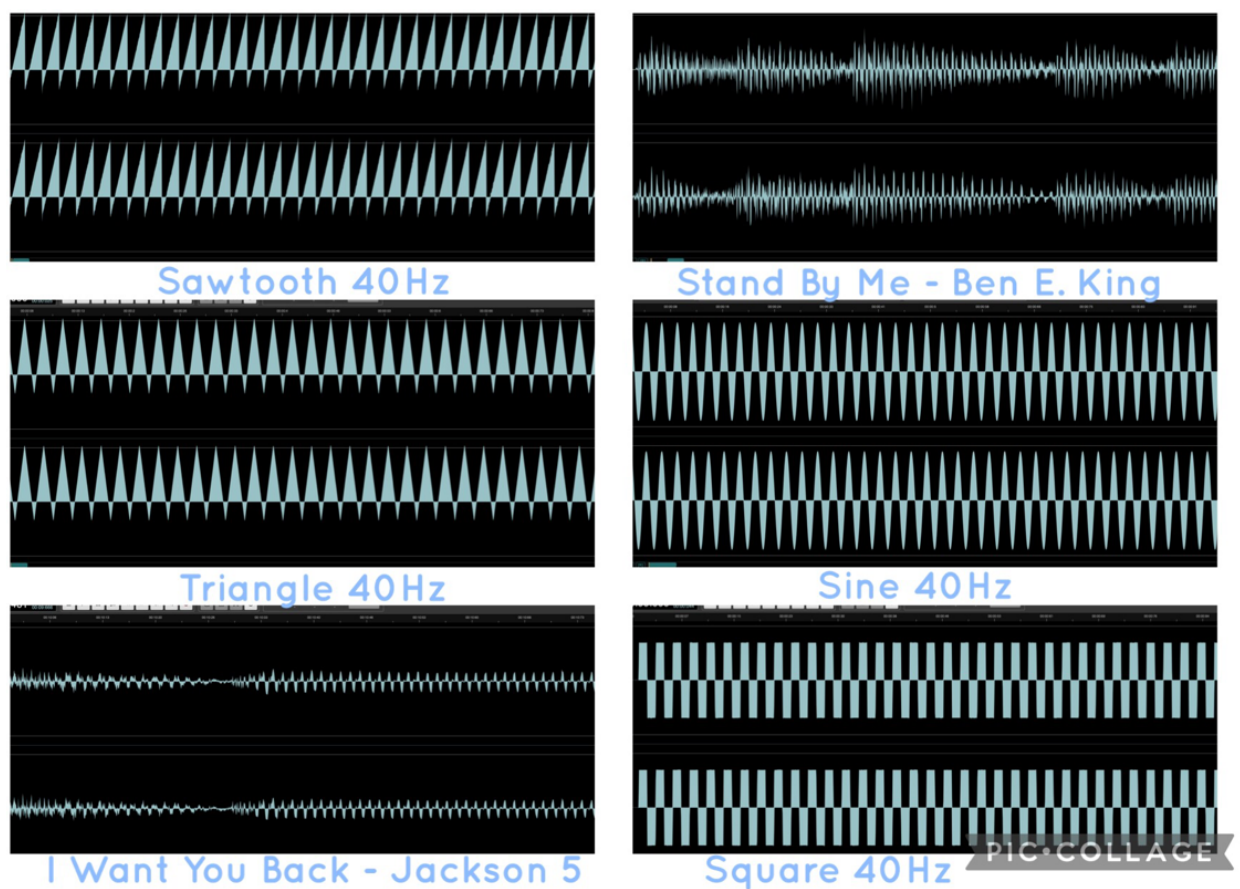 Sawtooth 40Hz
Stand By Me - Ben E. King
Triangle 40Hz
Sine 40Hz
I Want You Back - Jackson 5
Square 40Hz
PIC•COLLAGE